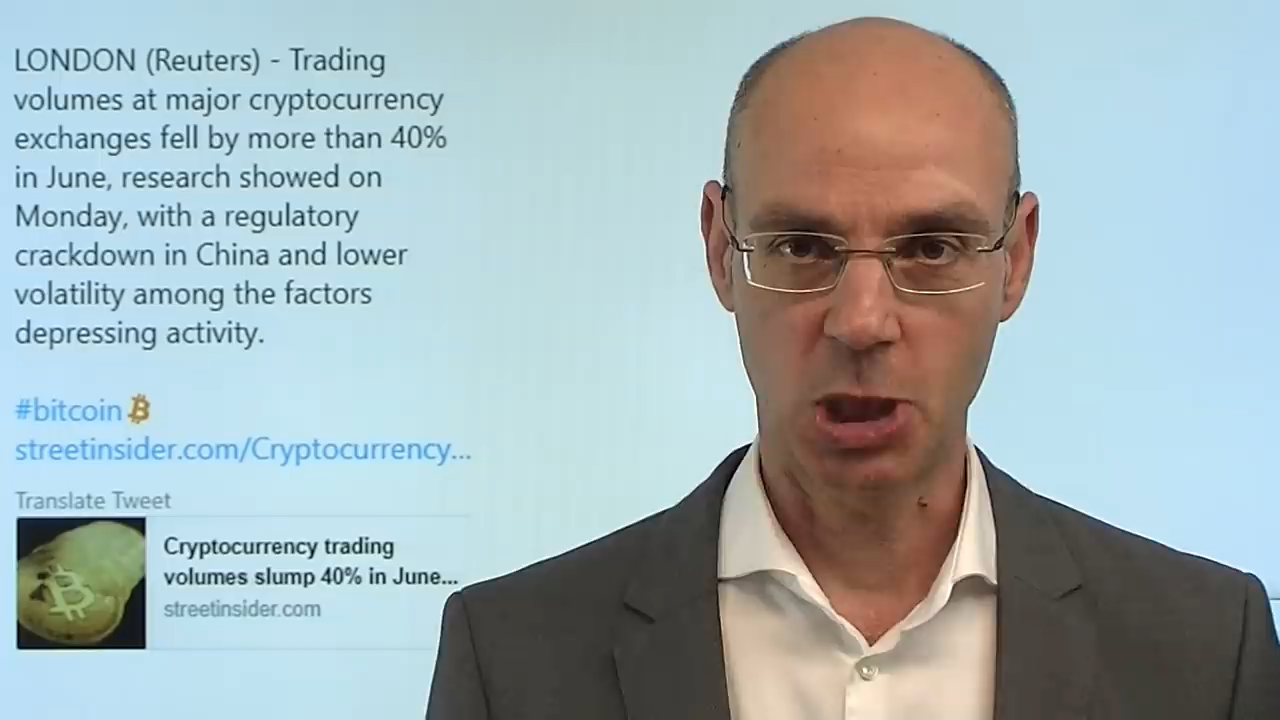 LONDON (Reuters) - Trading
volumes at major cryptocurrency
exchanges fell by more than 40%
in June, research showed on
Monday, with a regulatory
crackdown in China and lower
volatility among the factors
depressing activity.
#bitcoin
streetinsider.com/Cryptocurrency...
Translate Tweet
Cryptocurrency trading
volumes slump 40% in June...
streetinsider.com